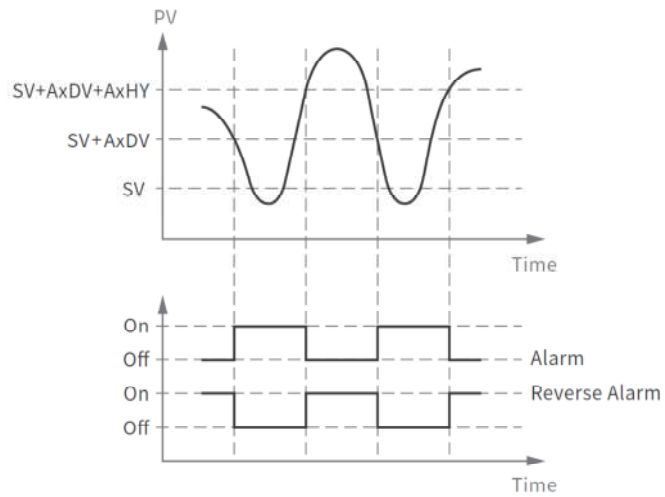 PV
SV+AxDV+AxHY
SV+AxDV
SV
Time
On
Off
Alarm
On
Reverse Alarm
Off
Time